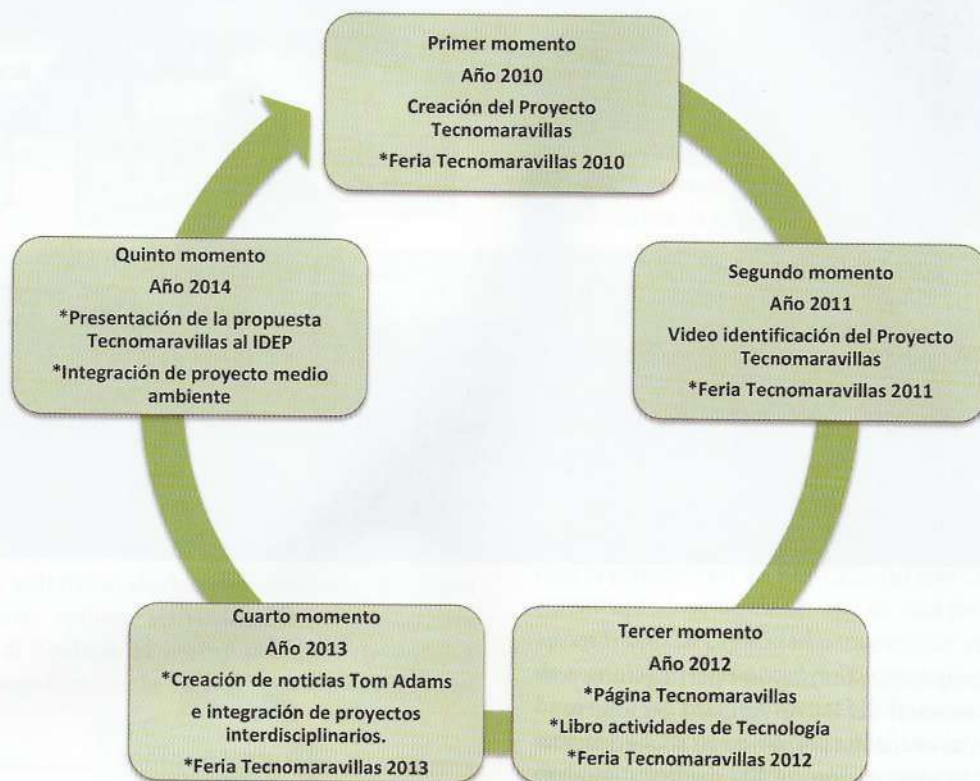 Primer momento
Año 2010
Creación del Proyecto
Tecnomaravillas
*Feria Tecnomaravillas 2010
Segundo momento
Año 2011
Video identificación del Proyecto
Tecnomaravillas
*Feria Tecnomaravillas 2011
Tercer momento
Año 2012
*Página Tecnomaravillas
*Libro actividades de Tecnología
*Feria Tecnomaravillas 2012
Cuarto momento
Año 2013
*Creación de noticias Tom Adams
e integración de proyectos
interdisciplinarios.
*Feria Tecnomaravillas 2013
Quinto momento
Año 2014
*Presentación de la propuesta
Tecnomaravillas al IDEP
*Integración de proyecto medio
ambiente